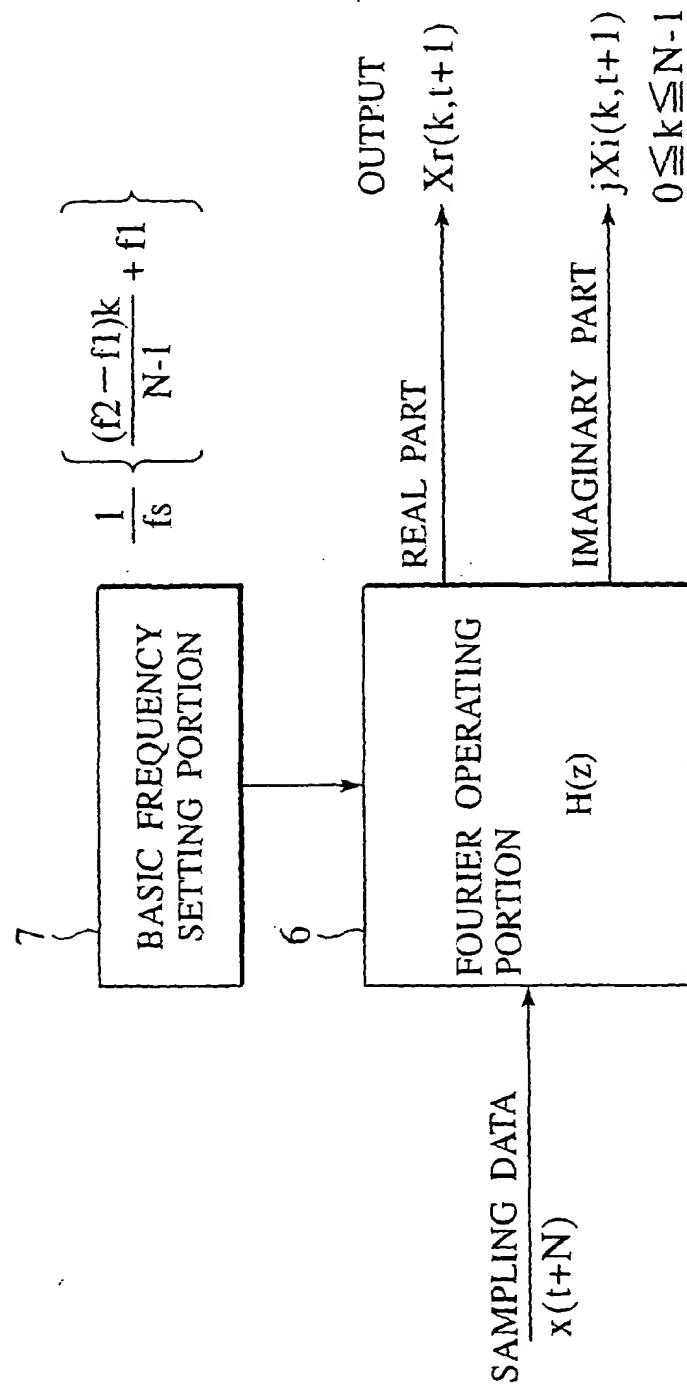 7
BASIC FREQUENCY
SETTING PORTION
1/fs { (f2−f1)k/N-1 + f1 }
6
FOURIER OPERATING
PORTION
H(z)
SAMPLING DATA
x(t+N)
REAL PART
OUTPUT
Xr(k,t+1)
IMAGINARY PART
jXi(k,t+1)
0≦k≦N-1